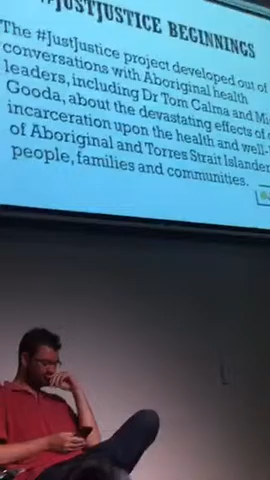 #JustJustice beginnings
The #JustJustice project developed out of
conversations with Aboriginal health
leaders, including Dr Tom Calma and Mi
Gooda, about the devastating effects of
incarceration upon the health and well-
of Aboriginal and Torres Strait Islander
people, families and communities.